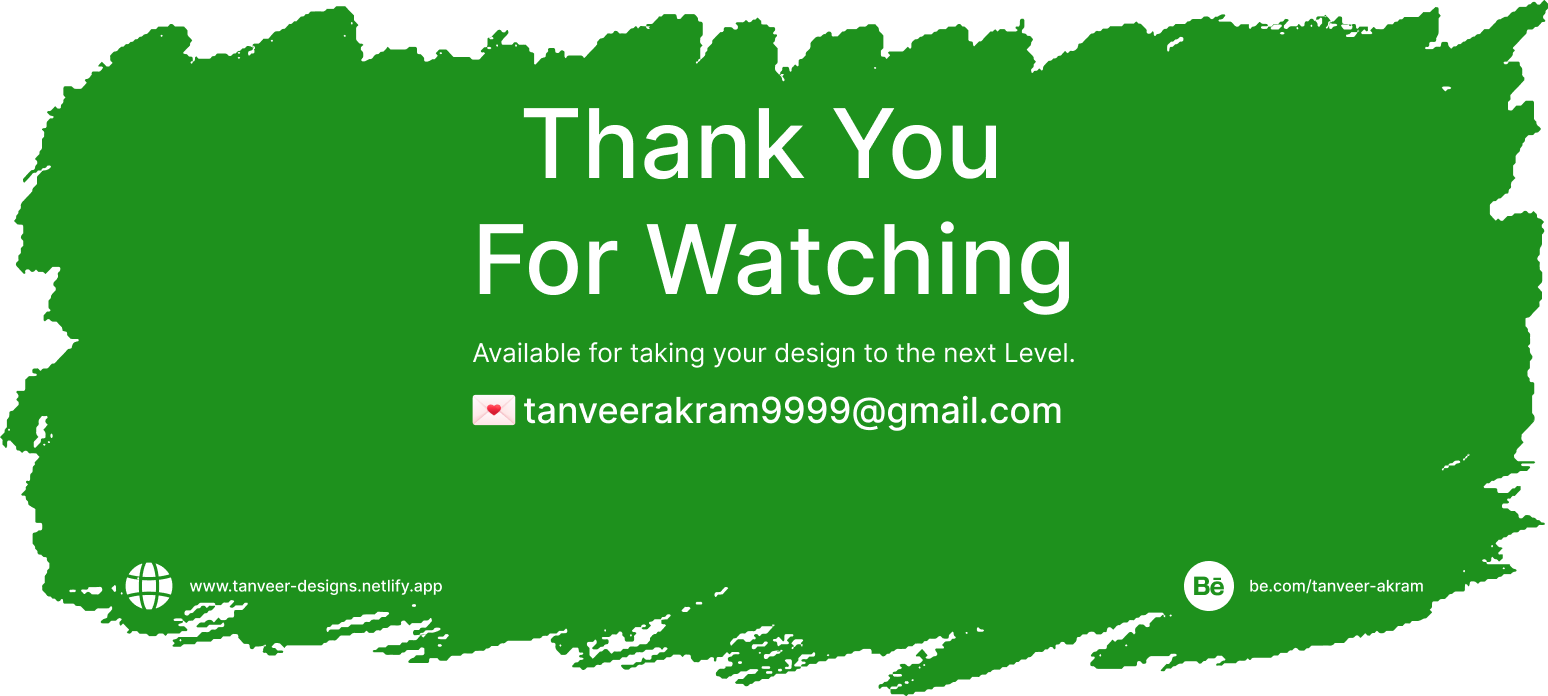 Thank You
For Watching
Available for taking your design to the next Level.
tanveerakram9999@gmail.com
www.tanveer-designs.netlify.app
Bē be.com/tanveer-akram